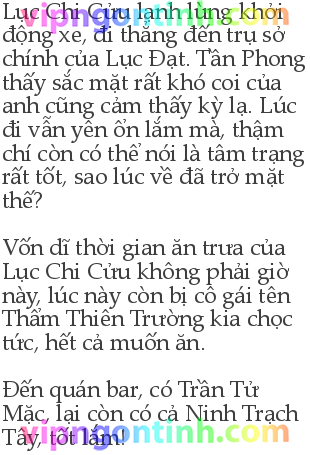 Lục Chi Cửu lạnh lùng khởi
vipngontinh.com
động xe, đi thẳng đến trụ sở
chính của Lục Đạt. Tần Phong
thấy sắc mặt rất khó coi của
anh cũng cảm thấy kỳ lạ. Lúc
đi vẫn yên ổn lắm mà, thậm
chí còn có thể nói là tâm trạng
rất tốt, sao lúc về đã trở mặt
thế?
Vốn dĩ thời gian ăn trưa của
Lục Chi Cửu không phải giờ
này, lúc này còn bị cô gái tên
Thẩm Thiên Trường kia chọc
tức, hết cả muốn ăn.
Đến quán bar, có Trần Tử
Mặc, lại còn có cả Ninh Trạch
Tây, tốt lắm!
vipngontinh.com